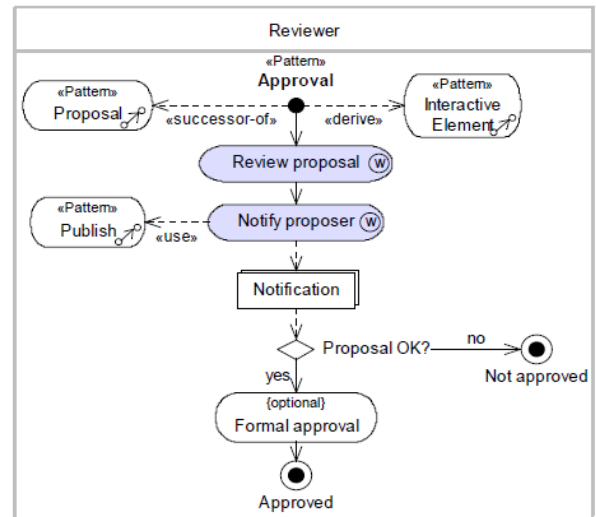 Reviewer
«Pattern»
Approval
«Pattern»
Proposal
«successor-of»
«derive»
«Pattern»
Interactive
Element
Review proposal W
«Pattern»
Publish
«use»
Notify proposer W
Notification
Proposal OK?
no
Not approved
yes
{optional}
Formal approval
Approved